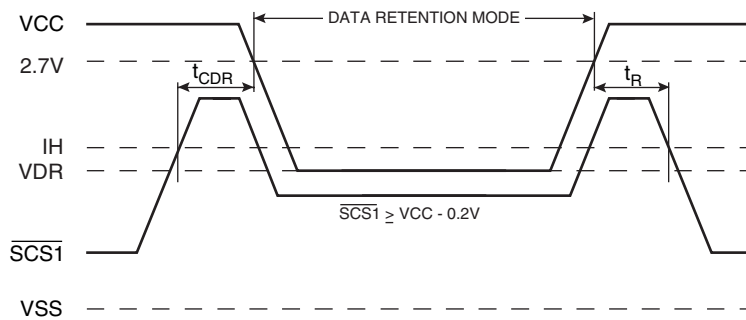 VCC
DATA RETENTION MODE
2.7V
tCDR
tR
IH
VDR
SCS1 ≥ VCC - 0.2V
SCS1
VSS